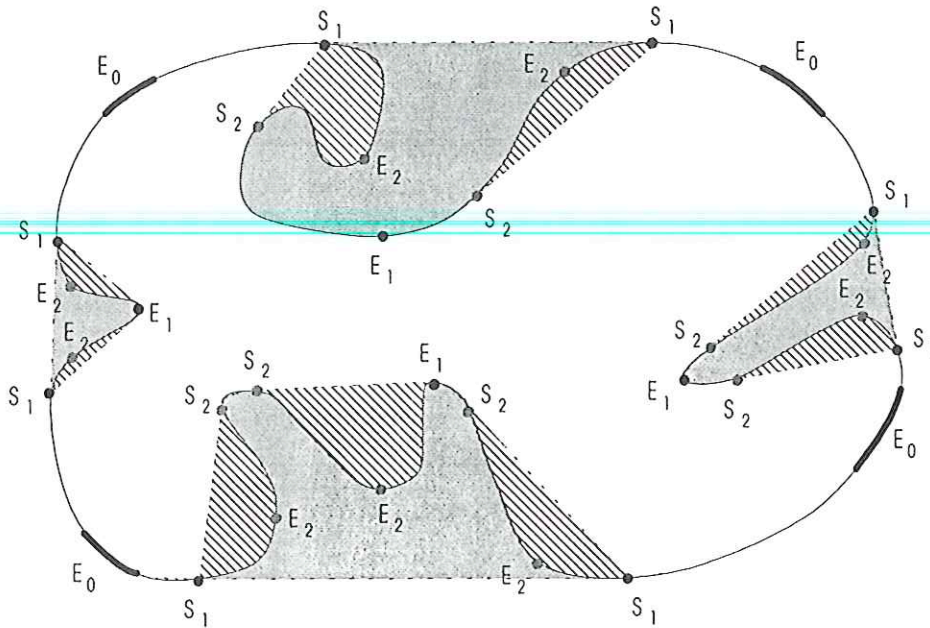 S₁ S₁
E₀ E₂ E₀
S₂ E₂
S₁ S₂ S₁
E₁ E₂
E₂ E₁ E₂
E₂ S₂ S
S₁ S₂ E₁ E₁ S₂
S₂ S₂
E₂ E₂ E₀
E₀ E₂
S₁ S₁